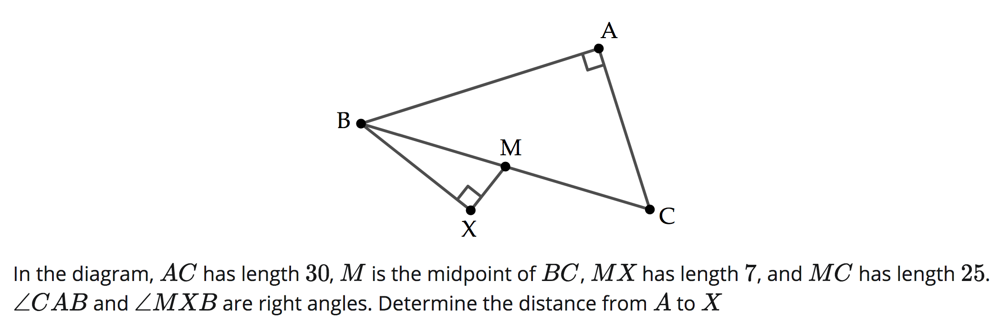 A
B
M
C
X
In the diagram, AC has length 30, M is the midpoint of BC, MX has length 7, and MC has length 25.
∠CAB and ∠MXB are right angles. Determine the distance from A to X